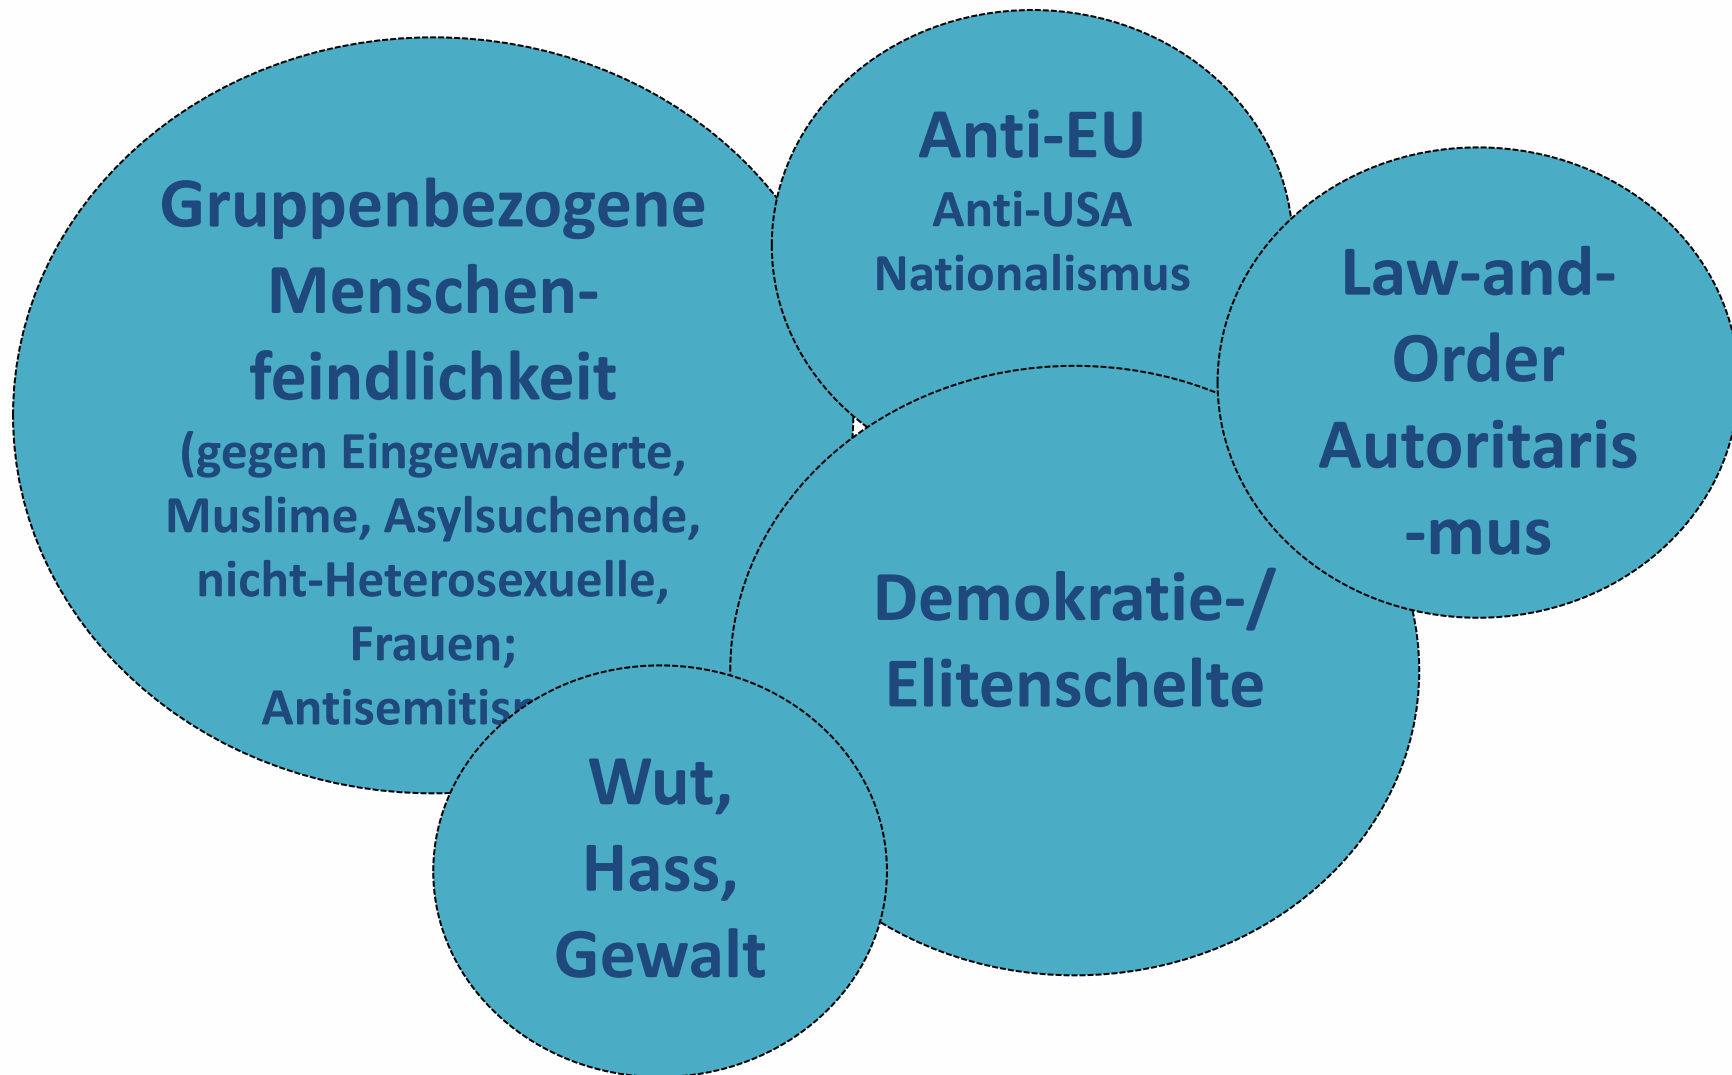 Gruppenbezogene
Menschen-
feindlichkeit
(gegen Eingewanderte,
Muslime, Asylsuchende,
nicht-Heterosexuelle,
Frauen;
Anti-EU
Anti-USA
Nationalismus
Law-and-
Order
Autoritaris
-mus
Demokratie-/
Elitenschelte
Wut,
Hass,
Gewalt